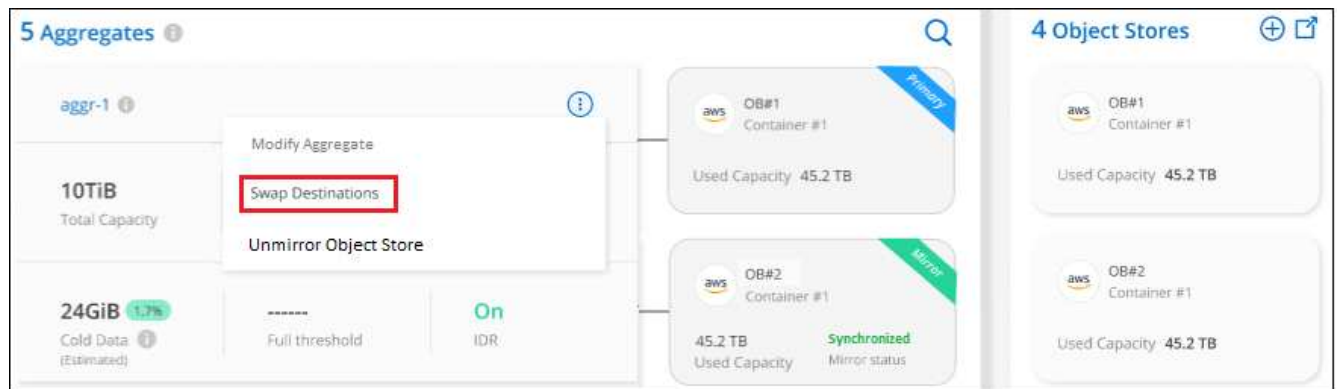 5 Aggregates
4 Object Stores
aggr-1
Modify Aggregate
Swap Destinations
Unmirror Object Store
10TiB
Total Capacity
24GiB 1.7%
Cold Data
(Estimated)
------
Full threshold
On
IDR
Primary
aws
OB#1
Container #1
Used Capacity 45.2 TB
Mirror
aws
OB#2
Container #1
45.2 TB
Used Capacity
Synchronized
Mirror status
aws
OB#1
Container #1
Used Capacity 45.2 TB
aws
OB#2
Container #1
Used Capacity 45.2 TB